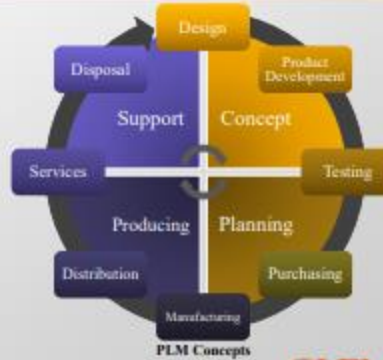 Design
Disposal
Product
Development
Support
Concept
Services
Testing
Producing
Planning
Distribution
Purchasing
Manufacturing
PLM Concepts